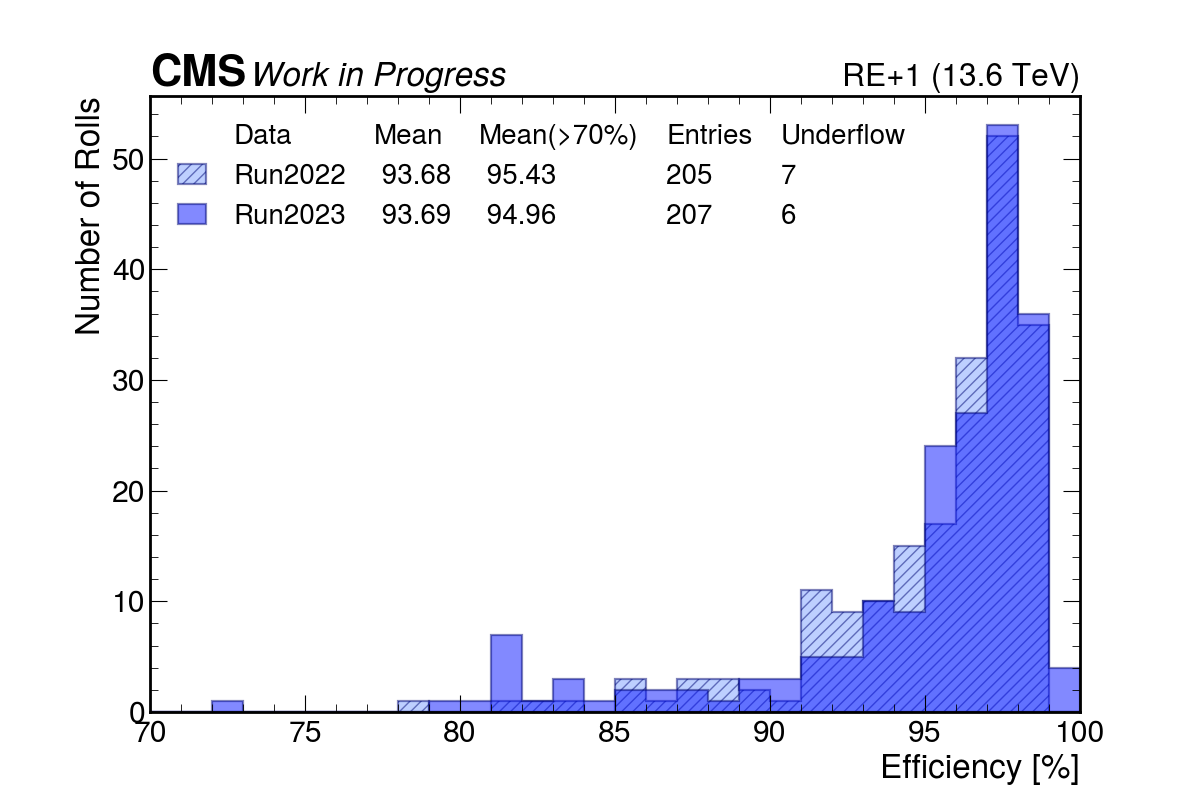 CMS Work in Progress RE+1 (13.6 TeV)
Number of Rolls
Data Mean Mean(>70%) Entries Underflow
Run2022 93.68 95.43 205 7
Run2023 93.69 94.96 207 6
50
40
30
20
10
0
70 75 80 85 90 95 100
Efficiency [%]